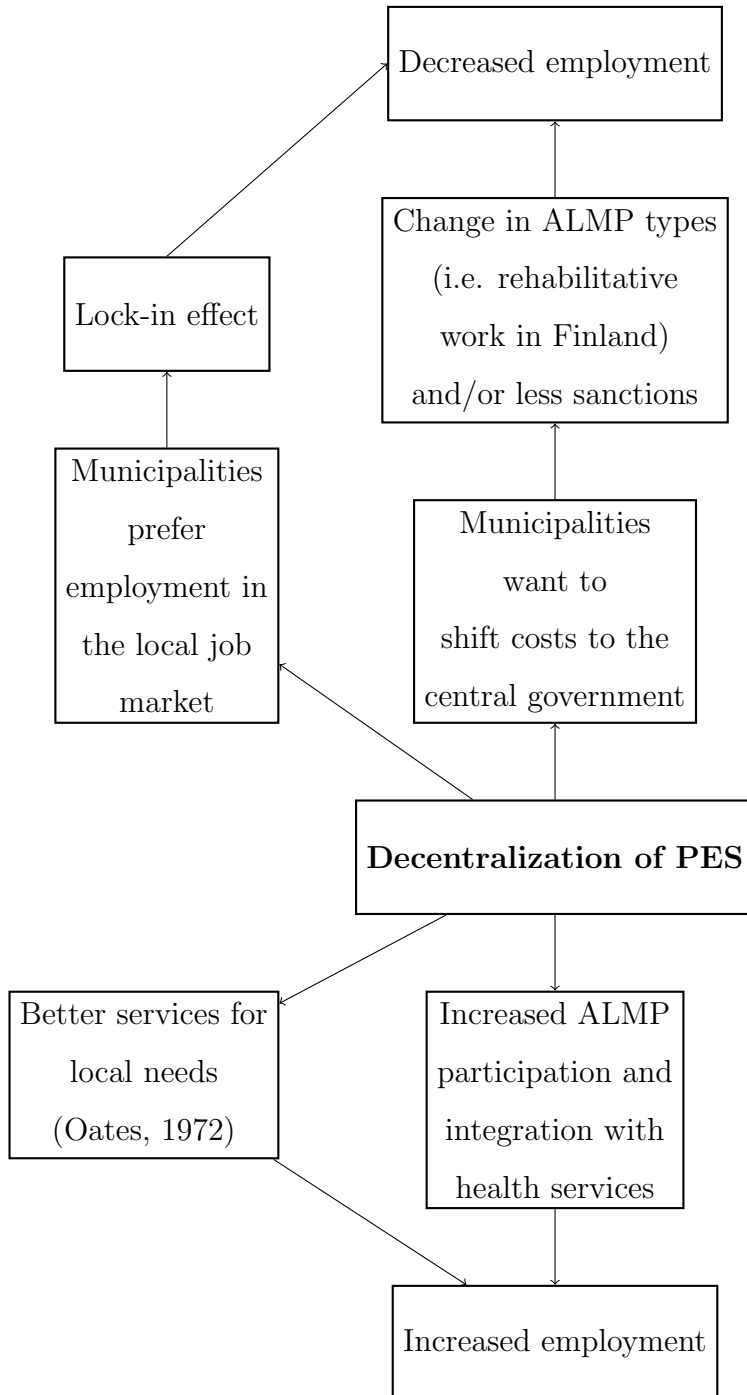 Decreased employment
Change in ALMP types
(i.e. rehabilitative
work in Finland)
and/or less sanctions
Lock-in effect
Municipalities
prefer
employment in
the local job
market
Municipalities
want to
shift costs to the
central government
Decentralization of PES
Better services for
local needs
(Oates, 1972)
Increased ALMP
participation and
integration with
health services
Increased employment